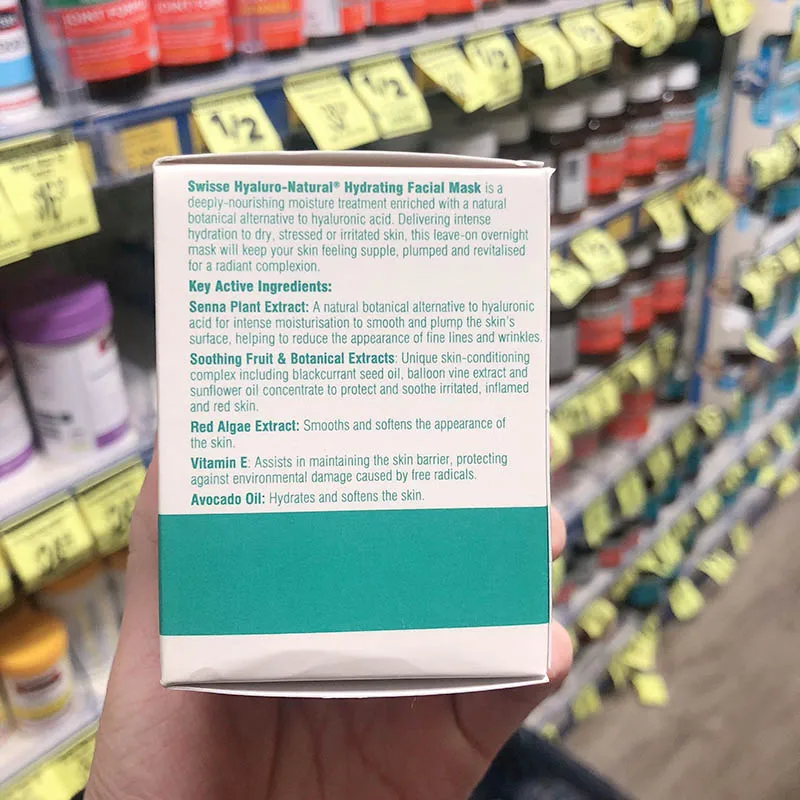 JOINT FORMULA
1/2
1/2
1/2
Swisse Hyaluro-Natural® Hydrating Facial Mask is a
deeply-nourishing moisture treatment enriched with a natural
botanical alternative to hyaluronic acid. Delivering intense
hydration to dry, stressed or irritated skin, this leave-on overnight
mask will keep your skin feeling supple, plumped and revitalised
for a radiant complexion.
Key Active Ingredients:
Senna Plant Extract: A natural botanical alternative to hyaluronic
acid for intense moisturisation to smooth and plump the skin's
surface, helping to reduce the appearance of fine lines and wrinkles.
Soothing Fruit & Botanical Extracts: Unique skin-conditioning
complex including blackcurrant seed oil, balloon vine extract and
sunflower oil concentrate to protect and soothe irritated, inflamed
and red skin.
Red Algae Extract: Smooths and softens the appearance of
the skin.
Vitamin E: Assists in maintaining the skin barrier, protecting
against environmental damage caused by free radicals.
Avocado Oil: Hydrates and softens the skin.